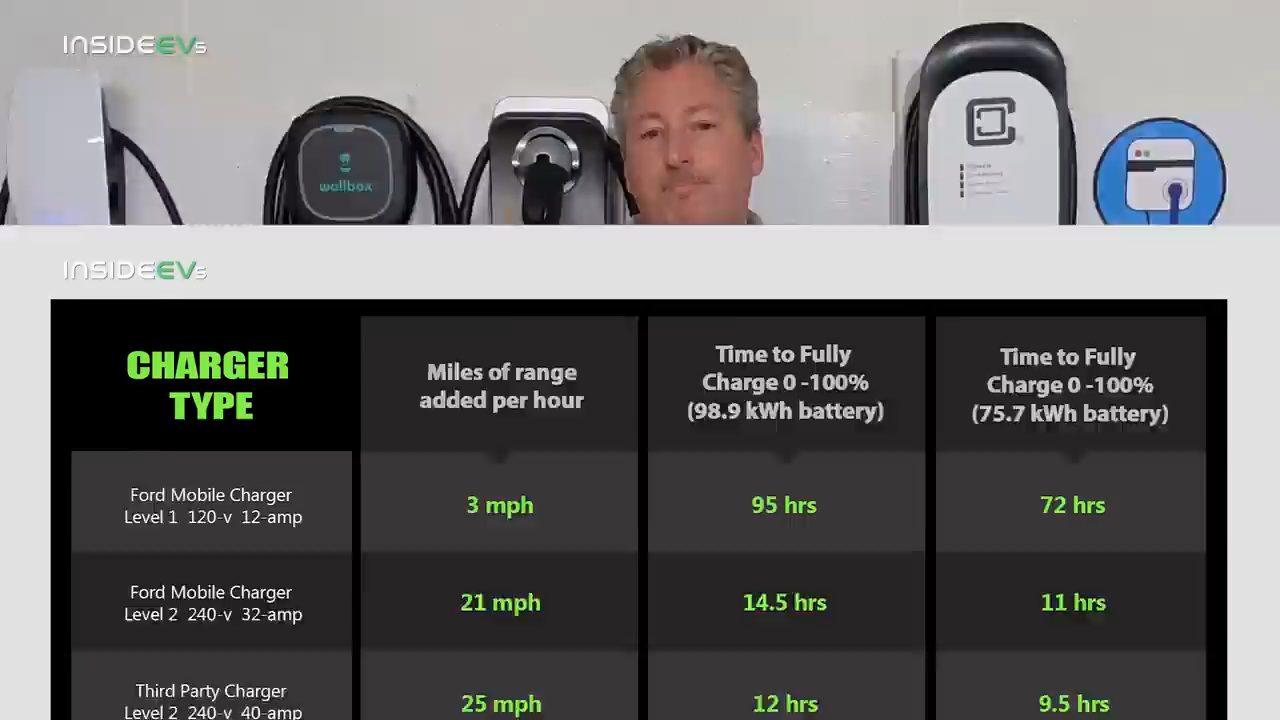 INSIDEEVs
wallbox
INSIDEEVs
CHARGER
TYPE
Miles of range
added per hour
Time to Fully
Charge 0 -100%
(98.9 kWh battery)
Time to Fully
Charge 0 -100%
(75.7 kWh battery)
Ford Mobile Charger
Level 1 120-v 12-amp
3 mph
95 hrs
72 hrs
Ford Mobile Charger
Level 2 240-v 32-amp
21 mph
14.5 hrs
11 hrs
Third Party Charger
Level 2 240-v 40-amp
25 mph
12 hrs
9.5 hrs